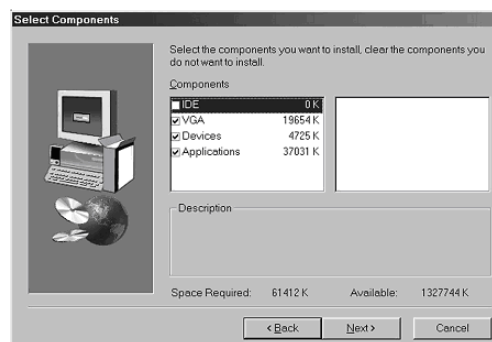 Select Components
Select the components you want to install, clear the components you
do not want to install.
Components
IDE 0 K
VGA 19654 K
Devices 4725 K
Applications 37031 K
Description
Space Required: 61412 K Available: 1327744 K
< Back Next > Cancel